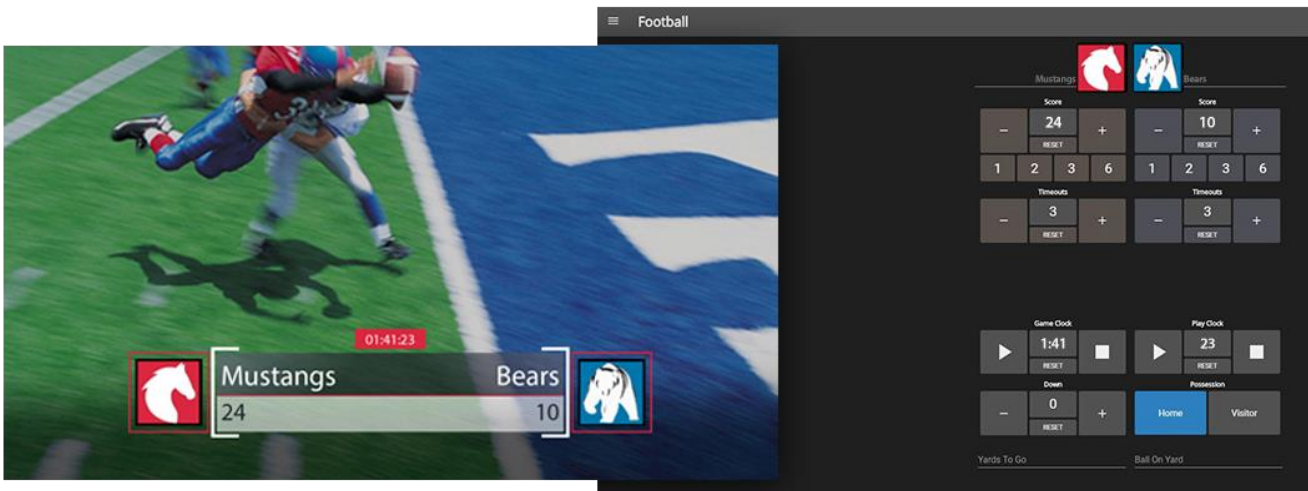 Football
Mustangs
Bears
Score
Score
24
10
RESET
RESET
1 2 3 6
1 2 3 6
Timeouts
Timeouts
3
3
RESET
RESET
Game Clock
Play Clock
1:41
23
RESET
RESET
Down
Possession
0
Home
Visitor
RESET
Yards To Go
Ball On Yard
01:41:23
Mustangs
Bears
24
10